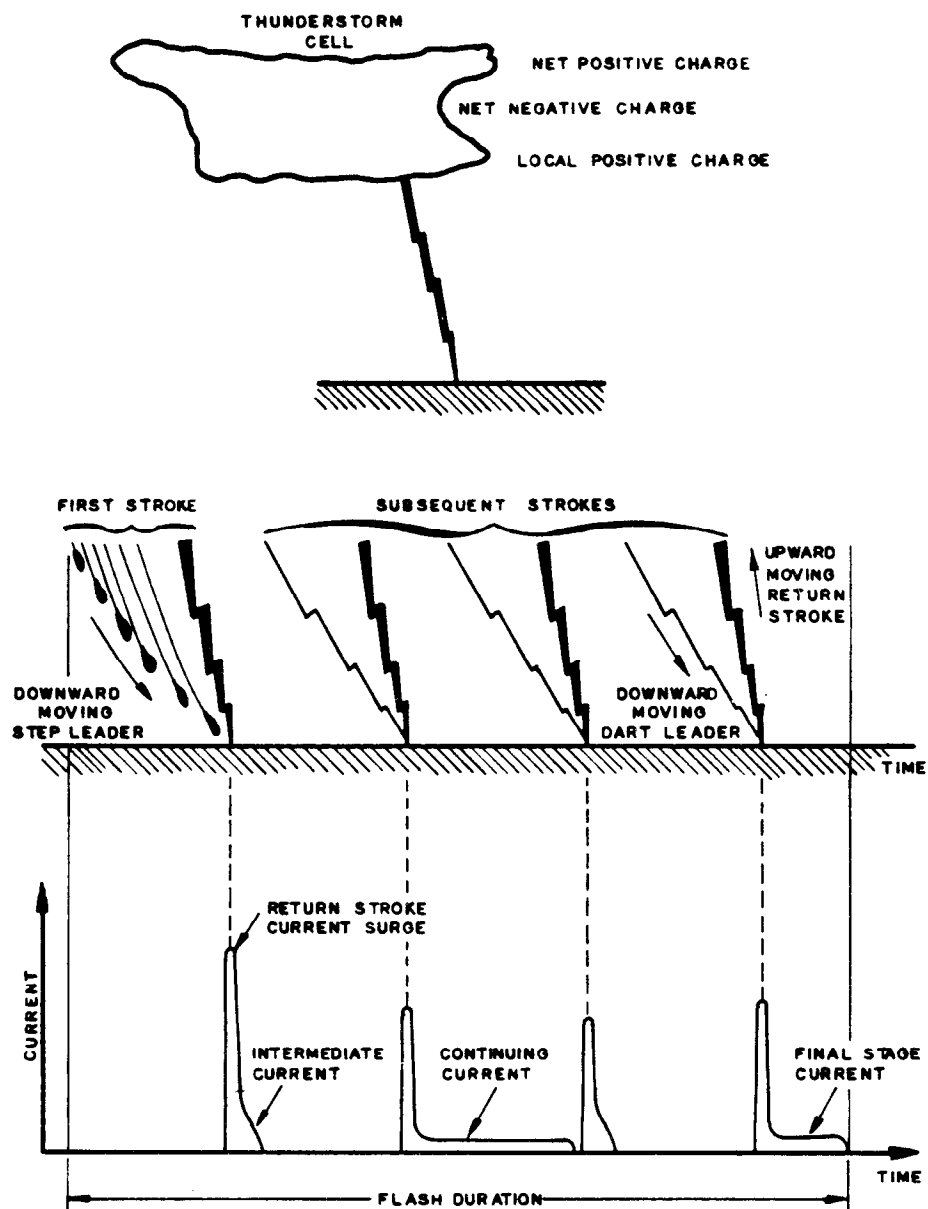 THUNDERSTORM
CELL
NET POSITIVE CHARGE
NET NEGATIVE CHARGE
LOCAL POSITIVE CHARGE
FIRST STROKE
SUBSEQUENT STROKES
UPWARD
MOVING
RETURN
STROKE
DOWNWARD
MOVING
STEP LEADER
DOWNWARD
MOVING
DART LEADER
TIME
RETURN STROKE
CURRENT SURGE
CURRENT
INTERMEDIATE
CURRENT
CONTINUING
CURRENT
FINAL STAGE
CURRENT
TIME
FLASH DURATION